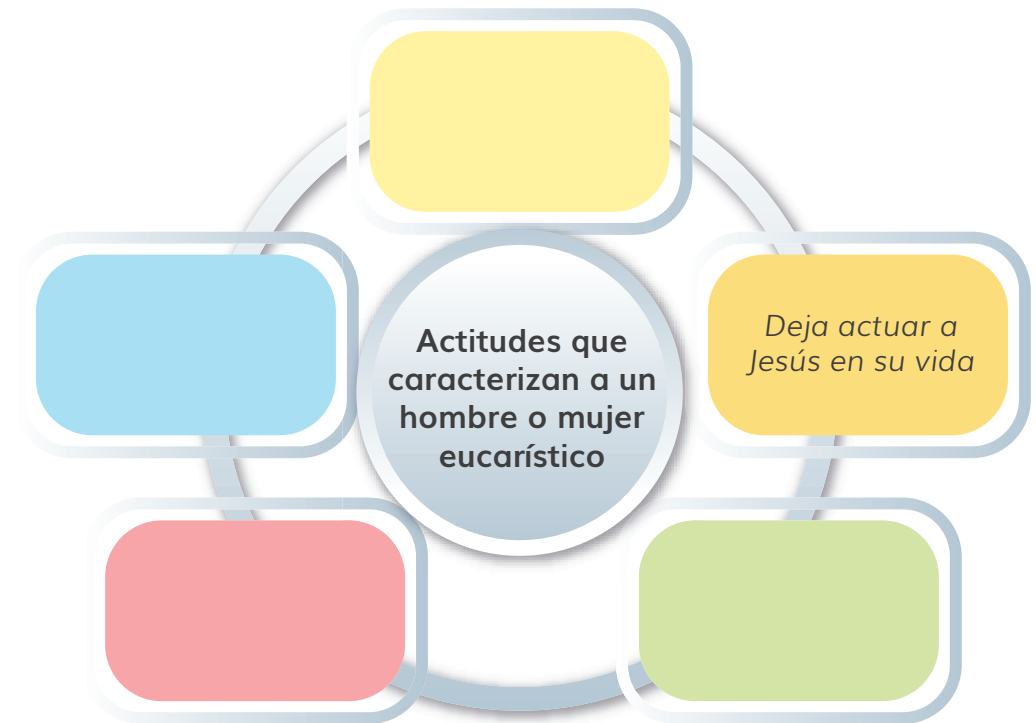 Actitudes que
caracterizan a un
hombre o mujer
eucarístico
Deja actuar a
Jesús en su vida